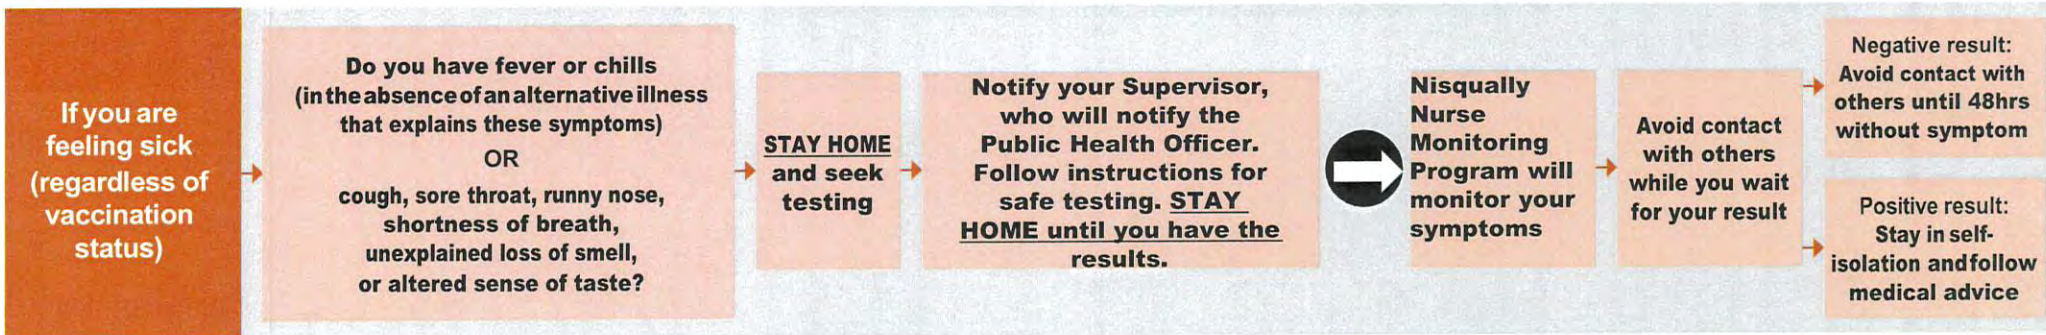 If you are
feeling sick
(regardless of
vaccination
status)
Do you have fever or chills
(in the absence of an alternative illness
that explains these symptoms)
OR
cough, sore throat, runny nose,
shortness of breath,
unexplained loss of smell,
or altered sense of taste?
STAY HOME
and seek
testing
Notify your Supervisor,
who will notify the
Public Health Officer.
Follow instructions for
safe testing. STAY
HOME until you have the
results.
Nisqually
Nurse
Monitoring
Program will
monitor your
symptoms
Avoid contact
with others
while you wait
for your result
Negative result:
Avoid contact with
others until 48hrs
without symptom
Positive result:
Stay in self-
isolation and follow
medical advice